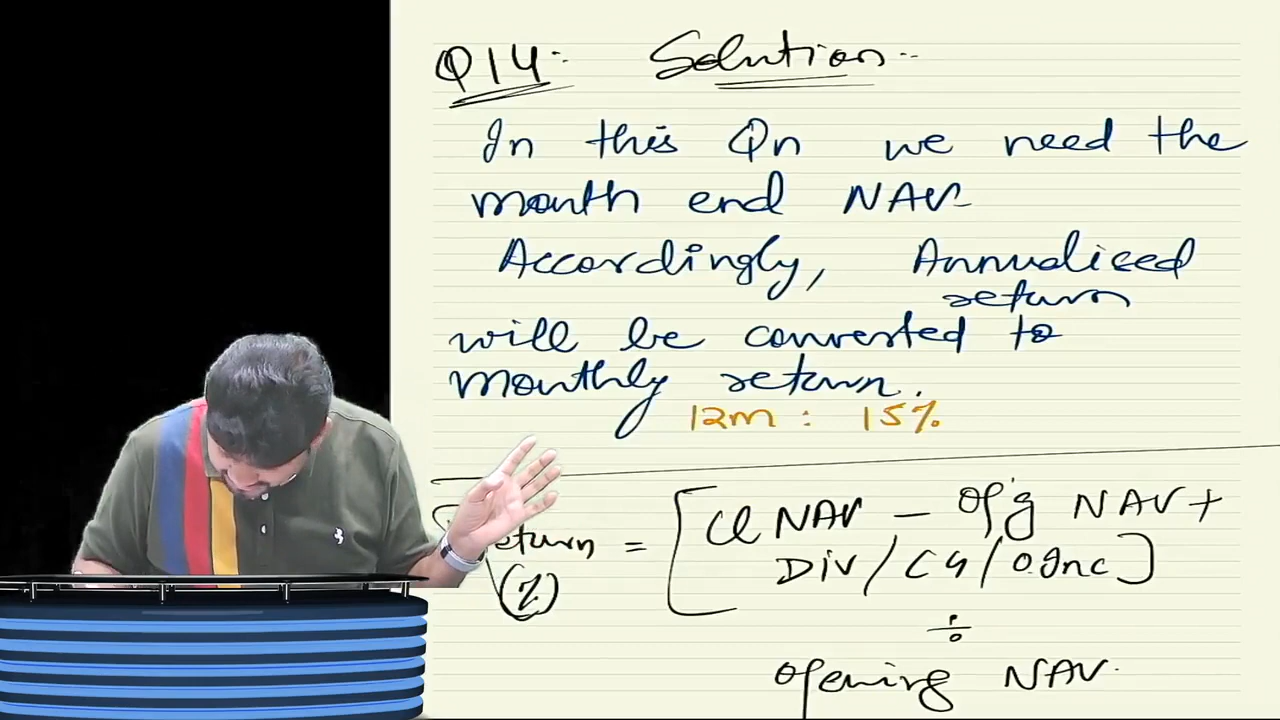 Q14:- Solution:-
In this Qn we need the
month end NAV
Accordingly, Annualised
return
will be converted to
monthly return.
12m : 15%
[Cl NAV - Op'g NAV +
return =
Div/CG/O.Inc]
(%)
÷
opening NAV.